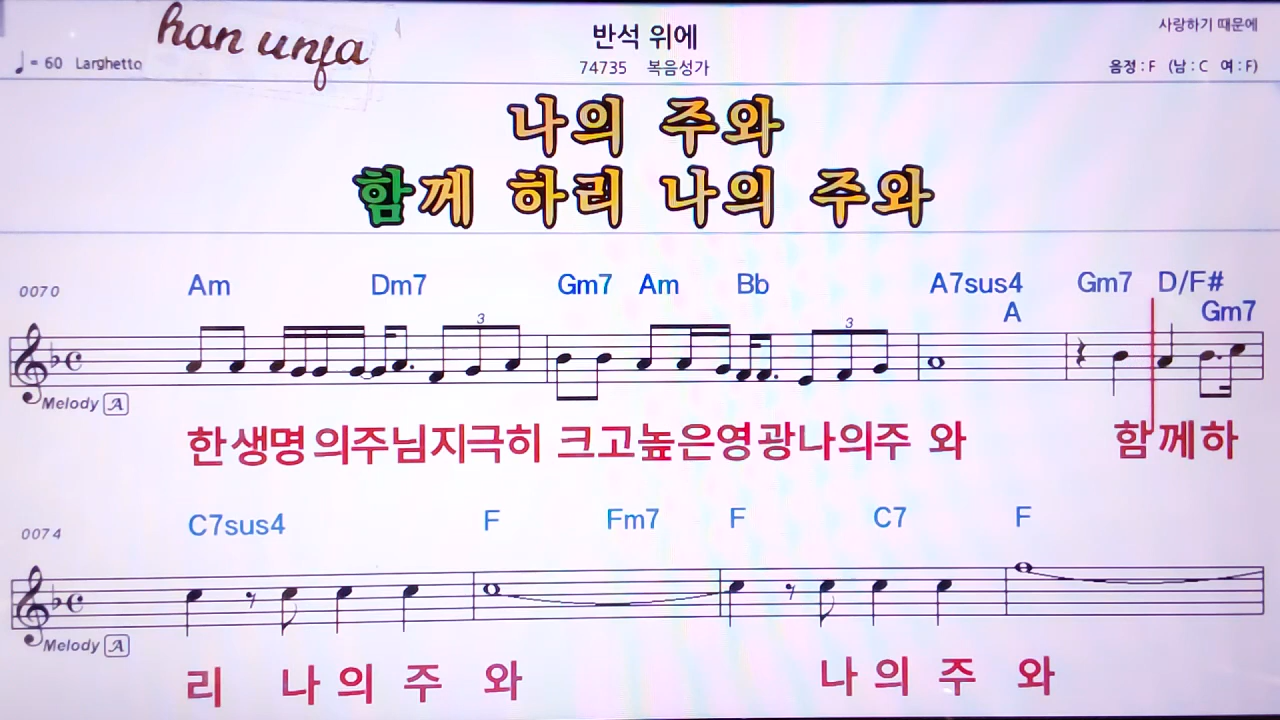 han unfa
반석 위에
사랑하기 때문에
♩= 60 Larghetto
74735 복음성가
음정 : F (남 : C 여 : F)
나의 주와
함께 하리 나의 주와
0070 Am Dm7 Gm7 Am Bb A7sus4 A Gm7 D/F# Gm7
3 3
Melody A
한생명의주님지극히 크고높은영광나의주 와 함께하
0074 C7sus4 F Fm7 F C7 F
Melody A
리 나의 주 와 나의 주 와